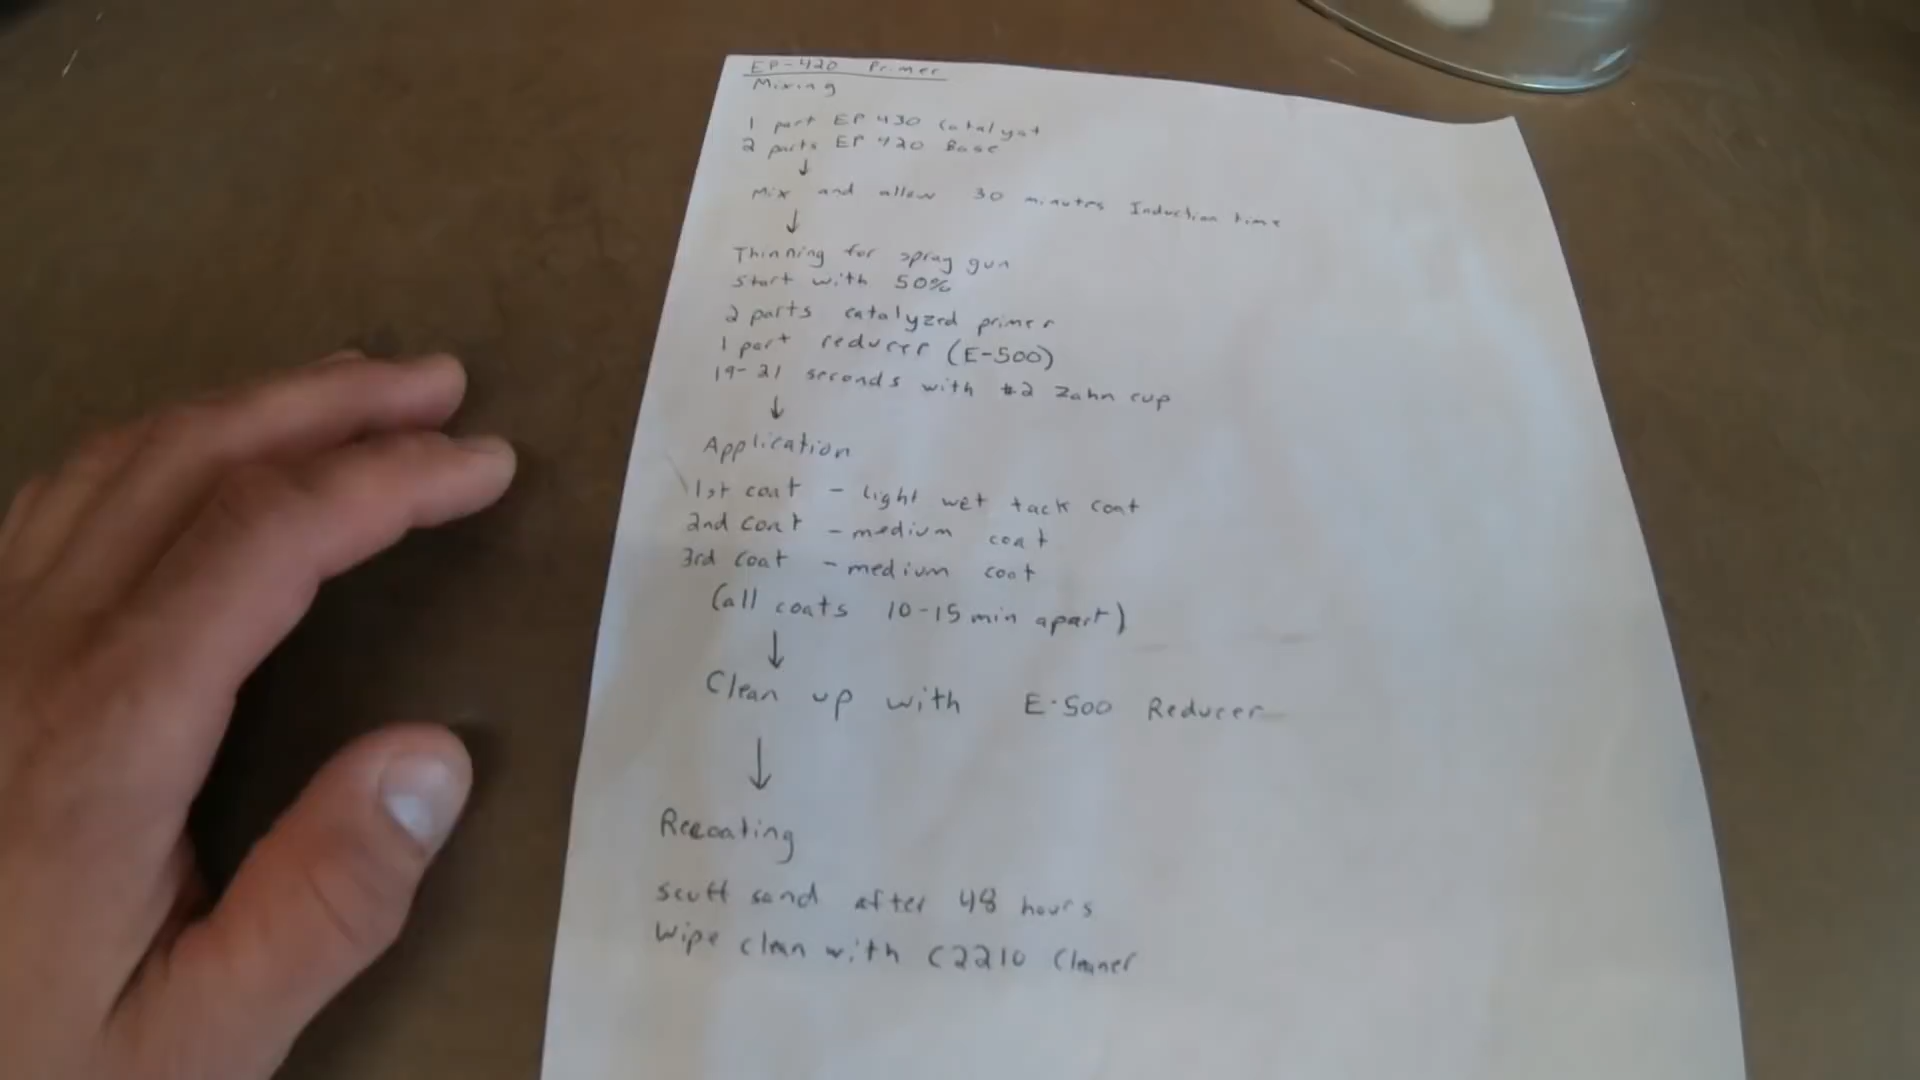 EP-420 Primer
Mixing
1 part EP 430 Catalyst
2 parts EP 420 Base
↓
Mix and allow 30 minutes Induction time
↓
Thinning for spray gun
start with 50%
2 parts catalyzed primer
1 part reducer (E-500)
19-21 seconds with #2 Zahn cup
↓
Application
1st coat - light wet tack coat
2nd coat - medium coat
3rd coat - medium coat
(all coats 10-15 min apart)
↓
Clean up with E-500 Reducer
↓
Recoating
scuff sand after 48 hours
Wipe clean with C2210 Cleaner